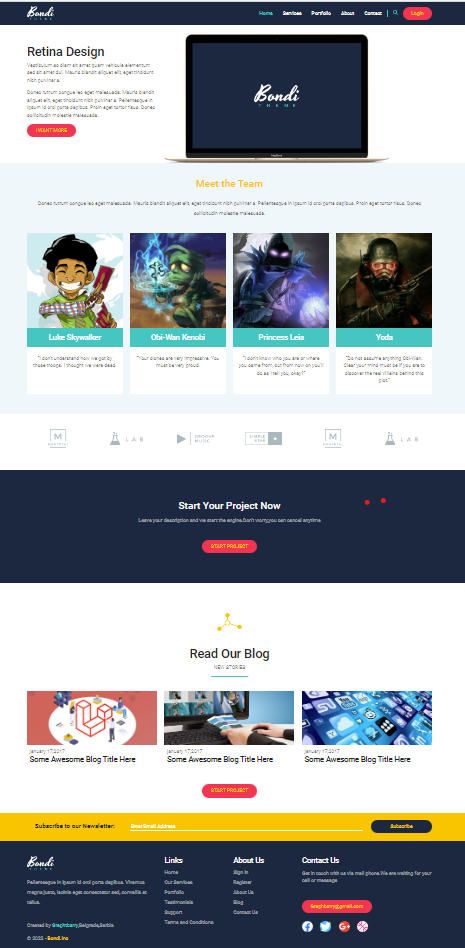 Bondi
THEME
Home Services Portfolio About Contact Login
Retina Design
Vestibulum ac diam sit amet quam vehicula elementum
sed sit amet dui. Mauris blandit aliquet elit, eget tincidunt
nibh pulvinar a.
Donec rutrum congue leo eget malesuada. Mauris blandit
aliquet elit, eget tincidunt nibh pulvinar a. Pellentesque in
ipsum id orci porta dapibus. Proin eget tortor risus. Donec
sollicitudin molestie malesuada.
I WANT MORE
Bondi
THEME
Meet the Team
Donec rutrum congue leo eget malesuada. Mauris blandit aliquet elit, eget tincidunt nibh pulvinar a. Pellentesque in ipsum id orci porta dapibus. Proin eget tortor risus. Donec
sollicitudin molestie malesuada.
Luke Skywalker
"I don't understand how we got by
those troops. I thought we were dead.
Obi-Wan Kenobi
"Your clones are very impressive. You
must be very proud.
Princess Leia
"I don't know who you are or where
you came from, but from now on you'll
do as I tell you, okay?"
Yoda
"Do not assume anything Obi-Wan.
Clear your mind must be if you are to
discover the real villains behind this
plot"
M
LAB
GROOVE
MUSIC
SIMPLE
STAR
M
LAB
Start Your Project Now
Leave your description and we start the engine.Don't worry,you can cancel anytime
START PROJECT
Read Our Blog
NEW STORIES
January 17,2017
Some Awesome Blog Title Here
January 17,2017
Some Awesome Blog Title Here
January 17,2017
Some Awesome Blog Title Here
START PROJECT
Subscribe to our Newsletter: Enter Email Address Subscribe
Bondi
THEME
Pellentesque in ipsum id orci porta dapibus. Vivamus
magna justo, lacinia eget consectetur sed, convallis at
tellus.
Created by Graghbarry,Belgrade,Serbia
© 2022 - Bondi.Inc
Links
Home
Our Services
Portfolio
Testimonials
Support
Terms and Conditions
About Us
Sign In
Register
About Us
Blog
Contact Us
Contact Us
Get in touch with us via mail phone.We are waiting for your
call or message